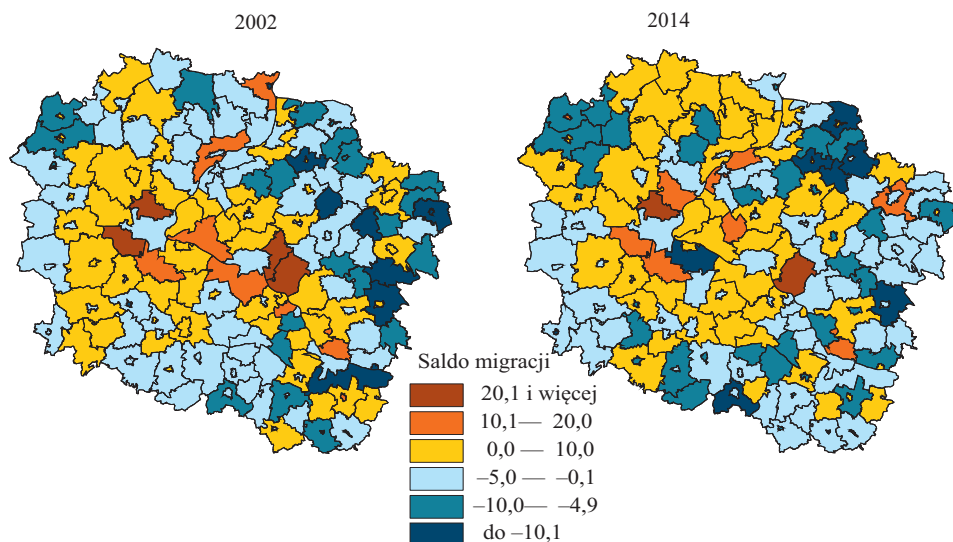 2002
2014
Saldo migracji
20,1 i więcej
10,1— 20,0
0,0 — 10,0
–5,0 — –0,1
–10,0— –4,9
do –10,1